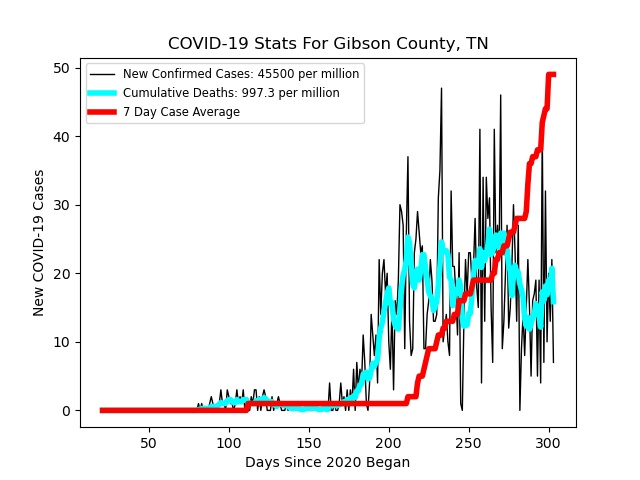 COVID-19 Stats For Gibson County, TN
New Confirmed Cases: 45500 per million
Cumulative Deaths: 997.3 per million
7 Day Case Average
50
40
30
20
10
0
New COVID-19 Cases
50 100 150 200 250 300
Days Since 2020 Began